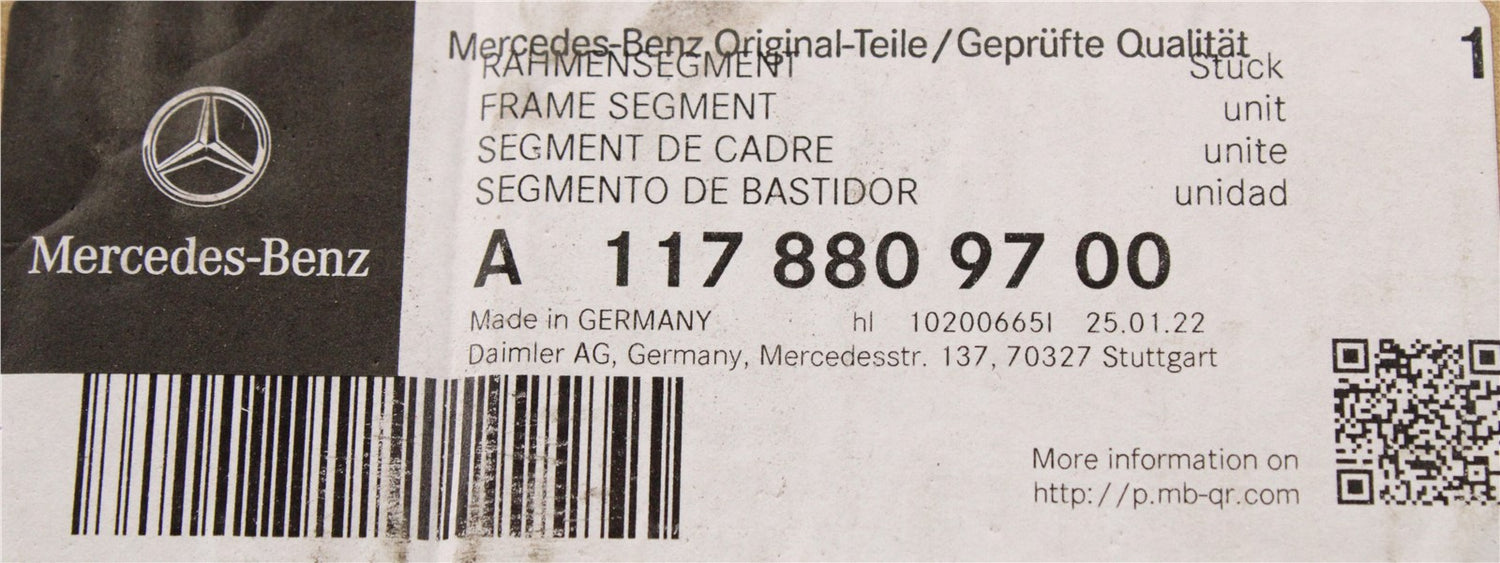 Mercedes-Benz
Mercedes-Benz Original-Teile/Geprüfte Qualität
1
RAHMENSEGMENT Stuck
FRAME SEGMENT unit
SEGMENT DE CADRE unite
SEGMENTO DE BASTIDOR unidad
A 117 880 97 00
Made in GERMANY hl 10200665I 25.01.22
Daimler AG, Germany, Mercedesstr. 137, 70327 Stuttgart
More information on
http://p.mb-qr.com